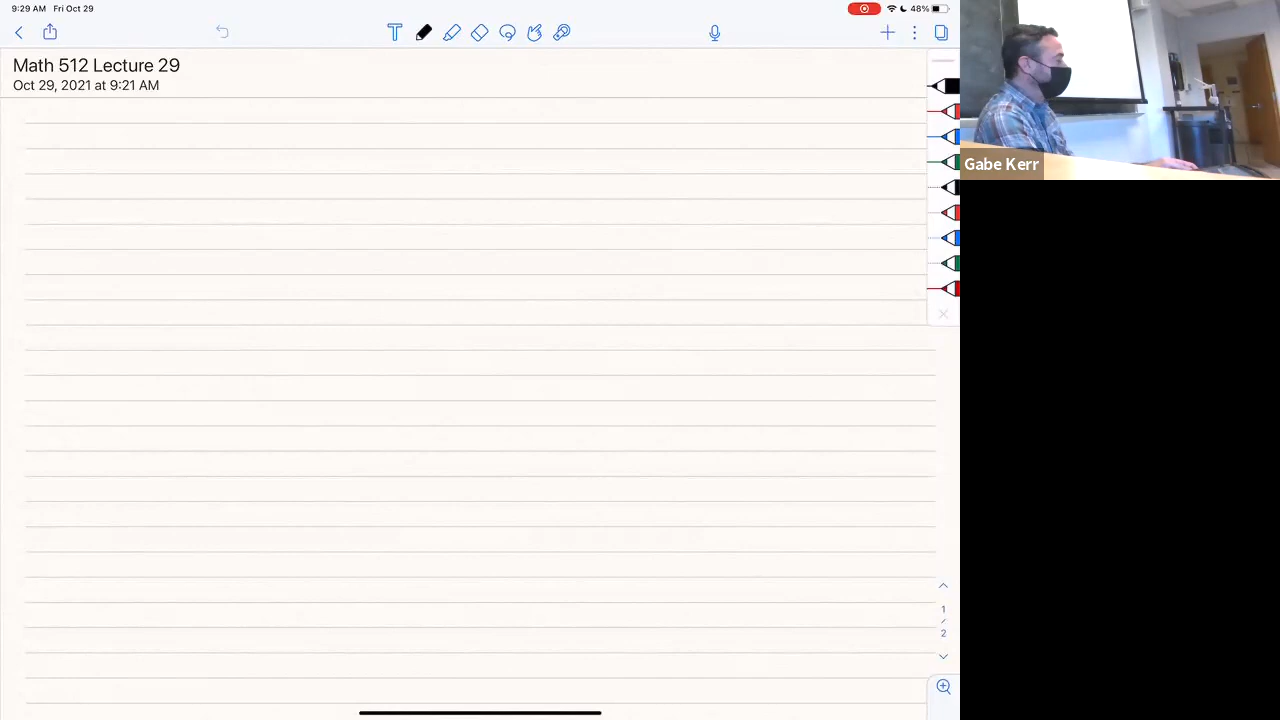 9:29 AM Fri Oct 29
48%
Math 512 Lecture 29
Oct 29, 2021 at 9:21 AM
Gabe Kerr
1
2